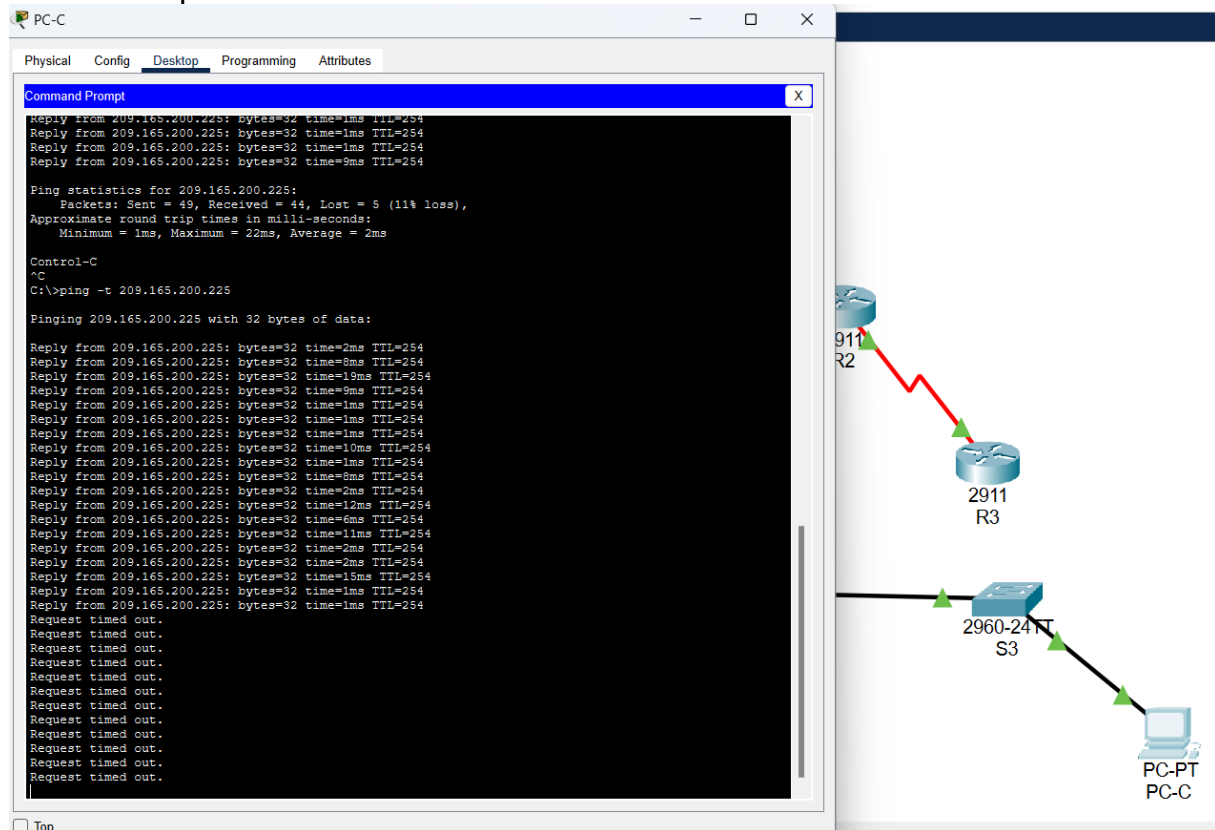 PC-C
Physical Config Desktop Programming Attributes
Command Prompt
X
Reply from 209.165.200.225: bytes=32 time=1ms TTL=254
Reply from 209.165.200.225: bytes=32 time=1ms TTL=254
Reply from 209.165.200.225: bytes=32 time=1ms TTL=254
Reply from 209.165.200.225: bytes=32 time=9ms TTL=254
Ping statistics for 209.165.200.225:
Packets: Sent = 49, Received = 44, Lost = 5 (11% loss),
Approximate round trip times in milli-seconds:
Minimum = 1ms, Maximum = 22ms, Average = 2ms
Control-C
^C
C:\>ping -t 209.165.200.225
Pinging 209.165.200.225 with 32 bytes of data:
Reply from 209.165.200.225: bytes=32 time=2ms TTL=254
Reply from 209.165.200.225: bytes=32 time=8ms TTL=254
Reply from 209.165.200.225: bytes=32 time=19ms TTL=254
Reply from 209.165.200.225: bytes=32 time=9ms TTL=254
Reply from 209.165.200.225: bytes=32 time=1ms TTL=254
Reply from 209.165.200.225: bytes=32 time=1ms TTL=254
Reply from 209.165.200.225: bytes=32 time=1ms TTL=254
Reply from 209.165.200.225: bytes=32 time=10ms TTL=254
Reply from 209.165.200.225: bytes=32 time=1ms TTL=254
Reply from 209.165.200.225: bytes=32 time=8ms TTL=254
Reply from 209.165.200.225: bytes=32 time=2ms TTL=254
Reply from 209.165.200.225: bytes=32 time=12ms TTL=254
Reply from 209.165.200.225: bytes=32 time=6ms TTL=254
Reply from 209.165.200.225: bytes=32 time=11ms TTL=254
Reply from 209.165.200.225: bytes=32 time=2ms TTL=254
Reply from 209.165.200.225: bytes=32 time=2ms TTL=254
Reply from 209.165.200.225: bytes=32 time=15ms TTL=254
Reply from 209.165.200.225: bytes=32 time=1ms TTL=254
Reply from 209.165.200.225: bytes=32 time=1ms TTL=254
Request timed out.
Request timed out.
Request timed out.
Request timed out.
Request timed out.
Request timed out.
Request timed out.
Request timed out.
Request timed out.
Request timed out.
Request timed out.
Request timed out.
Top
911
R2
2911
R3
2960-24TT
S3
PC-PT
PC-C